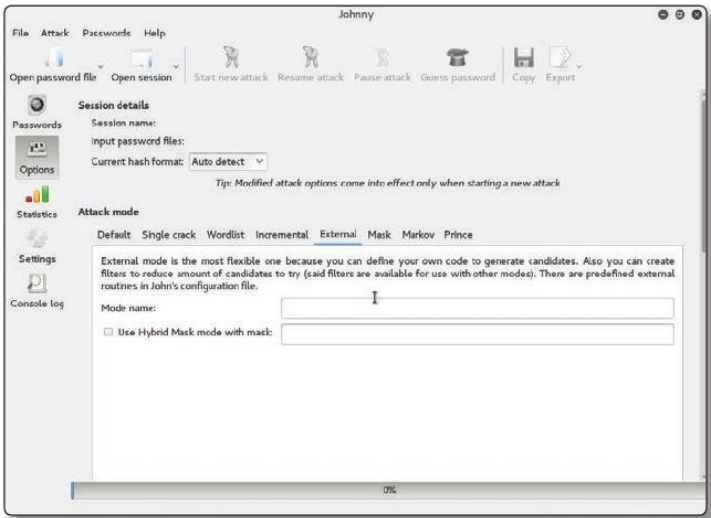 Johnny
File Attack Passwords Help
Open password file Open session Start new attack Resume attack Pause attack Guess password Copy Export
Passwords
Options
Statistics
Settings
Console log
Session details
Session name:
Input password files:
Current hash format: Auto detect
Tip: Modified attack options come into effect only when starting a new attack
Attack mode
Default Single crack Wordlist Incremental External Mask Markov Prince
External mode is the most flexible one because you can define your own code to generate candidates. Also you can create
filters to reduce amount of candidates to try (said filters are available for use with other modes). There are predefined external
routines in John's configuration file.
Mode name:
Use Hybrid Mask mode with mask:
0%